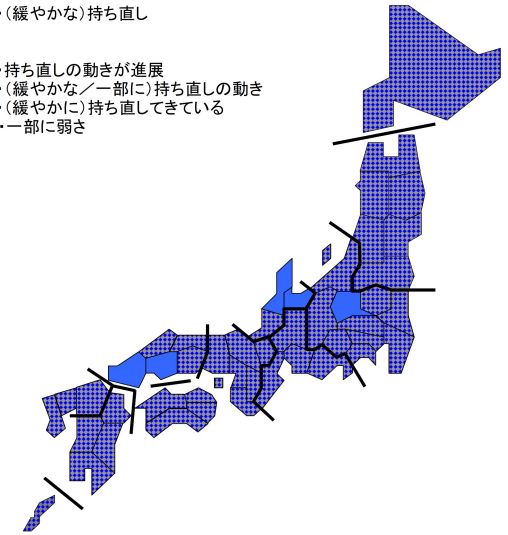 ・(緩やかな)持ち直し
・持ち直しの動きが進展
・(緩やかな/一部に)持ち直しの動き
・(緩やかに)持ち直してきている
・一部に弱さ